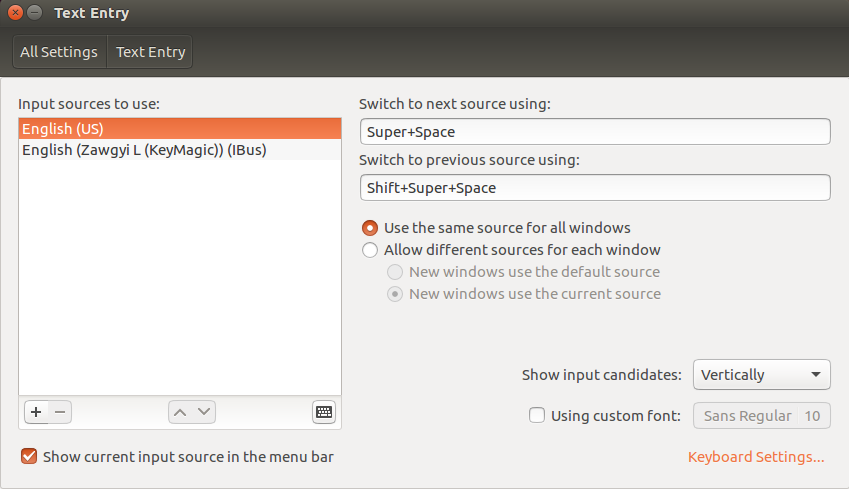 Text Entry
All Settings
Text Entry
Input sources to use:
English (US)
English (Zawgyi L (KeyMagic)) (IBus)
Show current input source in the menu bar
Switch to next source using:
Super+Space
Switch to previous source using:
Shift+Super+Space
Use the same source for all windows
Allow different sources for each window
New windows use the default source
New windows use the current source
Show input candidates: Vertically
Using custom font: Sans Regular 10
Keyboard Settings...